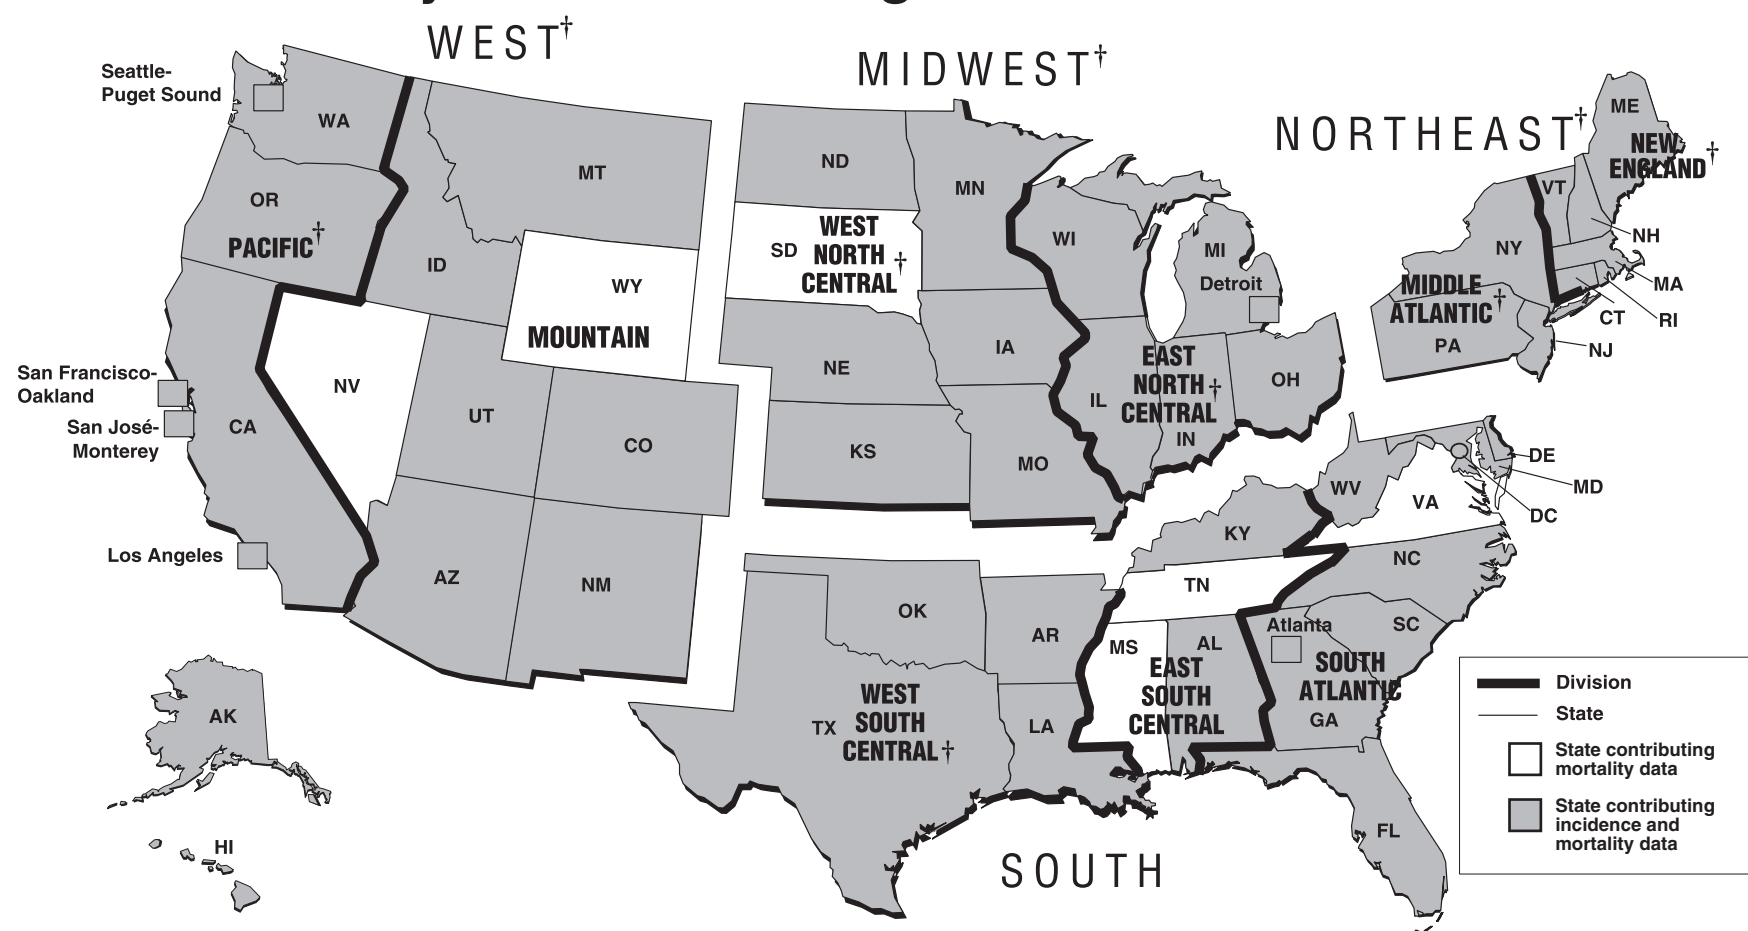 WEST†
MIDWEST†
NORTHEAST†
Seattle-
Puget Sound
WA
MT
OR
PACIFIC†
ID
WY
MOUNTAIN
NV
UT
CO
CA
AZ
NM
San Francisco-
Oakland
San José-
Monterey
Los Angeles
AK
HI
ND
MN
SD
WEST
NORTH
CENTRAL†
NE
IA
KS
MO
WI
MI
Detroit
IL
EAST
NORTH
CENTRAL†
IN
OH
ME
NEW
ENGLAND†
VT
NH
NY
MA
MIDDLE
ATLANTIC†
CT
RI
PA
NJ
DE
MD
DC
WV
VA
KY
NC
TN
OK
AR
MS
AL
Atlanta
SC
EAST
SOUTH
CENTRAL
SOUTH
ATLANTIC
GA
TX
WEST
SOUTH
CENTRAL†
LA
FL
SOUTH
Division
State
State contributing
mortality data
State contributing
incidence and
mortality data